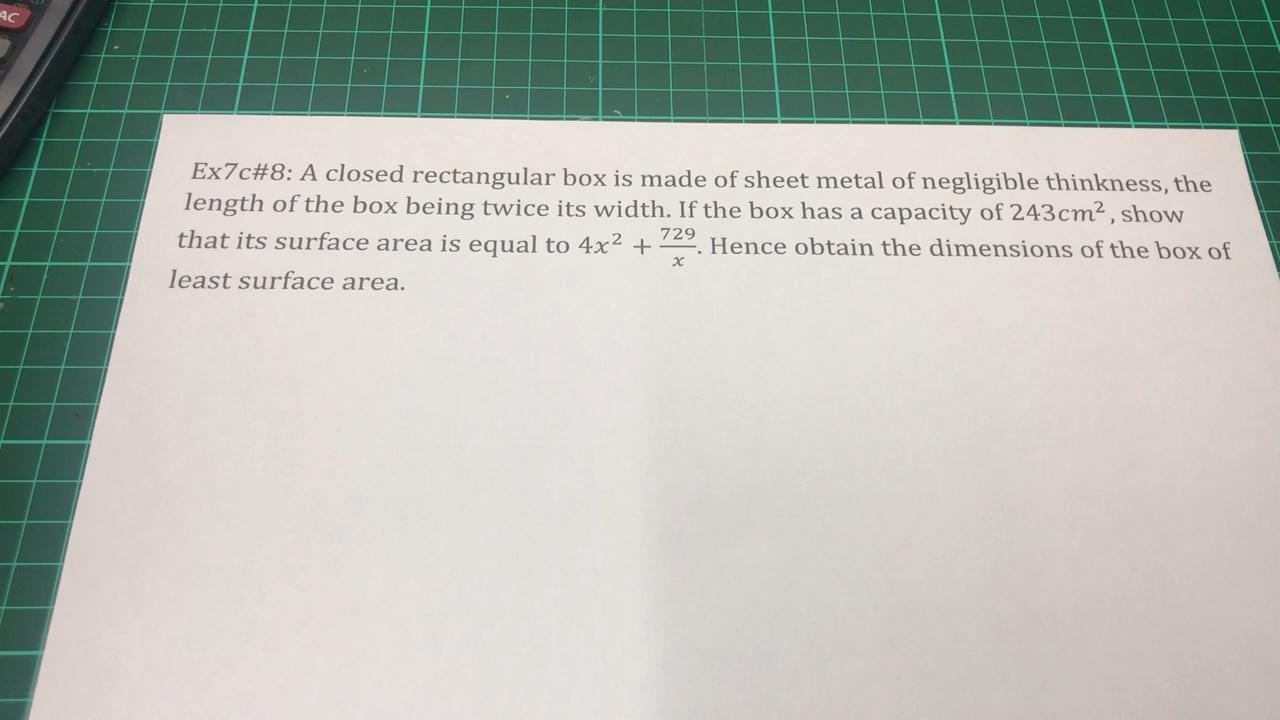 AC
Ex7c#8: A closed rectangular box is made of sheet metal of negligible thinkness, the
length of the box being twice its width. If the box has a capacity of 243cm², show
that its surface area is equal to 4x² + 729/x. Hence obtain the dimensions of the box of
least surface area.